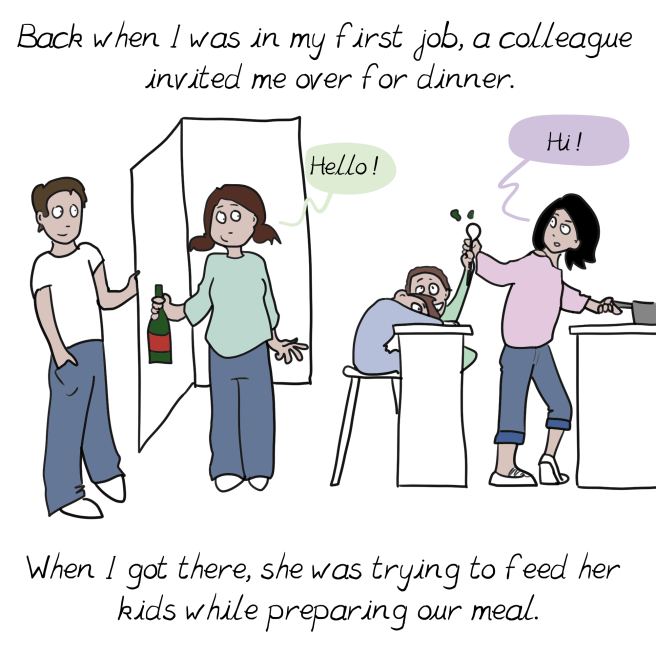 Back when I was in my first job, a colleague
invited me over for dinner.
Hello!
Hi!
When I got there, she was trying to feed her
kids while preparing our meal.